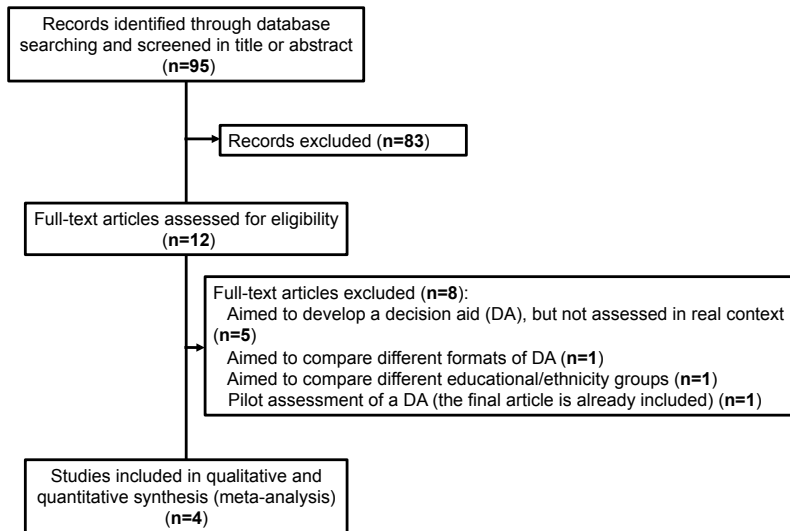 Records identified through database
searching and screened in title or abstract
(n=95)
Records excluded (n=83)
Full-text articles assessed for eligibility
(n=12)
Full-text articles excluded (n=8):
Aimed to develop a decision aid (DA), but not assessed in real context
(n=5)
Aimed to compare different formats of DA (n=1)
Aimed to compare different educational/ethnicity groups (n=1)
Pilot assessment of a DA (the final article is already included) (n=1)
Studies included in qualitative and
quantitative synthesis (meta-analysis)
(n=4)